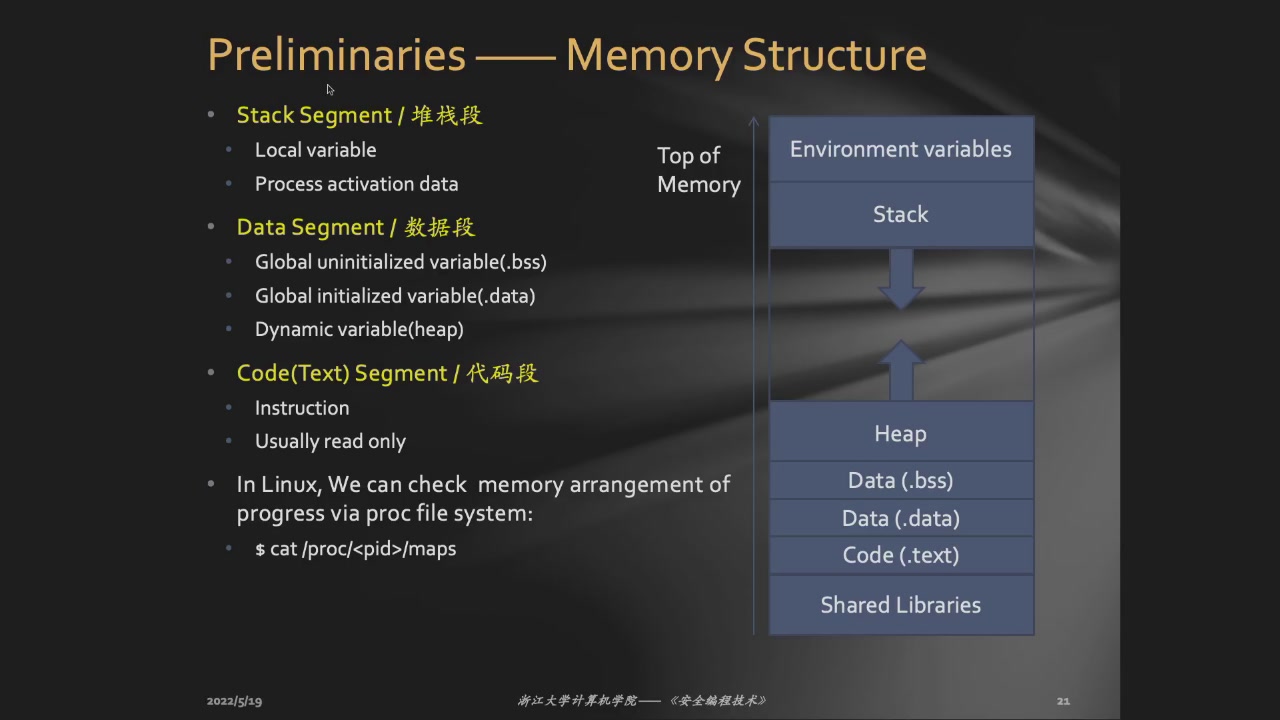 Preliminaries —— Memory Structure
• Stack Segment / 堆栈段
• Local variable
• Process activation data
• Data Segment / 数据段
• Global uninitialized variable(.bss)
• Global initialized variable(.data)
• Dynamic variable(heap)
• Code(Text) Segment / 代码段
• Instruction
• Usually read only
• In Linux, We can check  memory arrangement of
progress via proc file system:
• $ cat /proc/<pid>/maps
Top of
Memory
Environment variables
Stack
Heap
Data (.bss)
Data (.data)
Code (.text)
Shared Libraries
2022/5/19
浙江大学计算机学院——《安全编程技术》
21